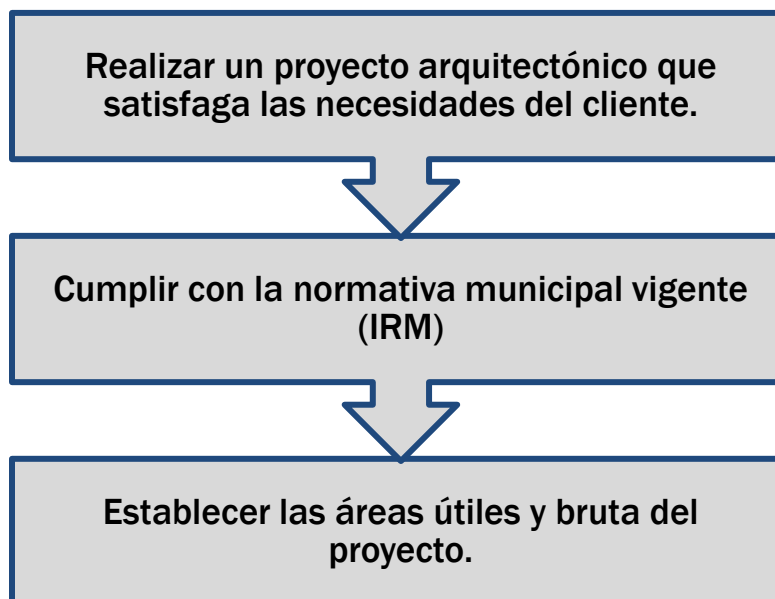 Realizar un proyecto arquitectónico que
satisfaga las necesidades del cliente.
Cumplir con la normativa municipal vigente
(IRM)
Establecer las áreas útiles y bruta del
proyecto.